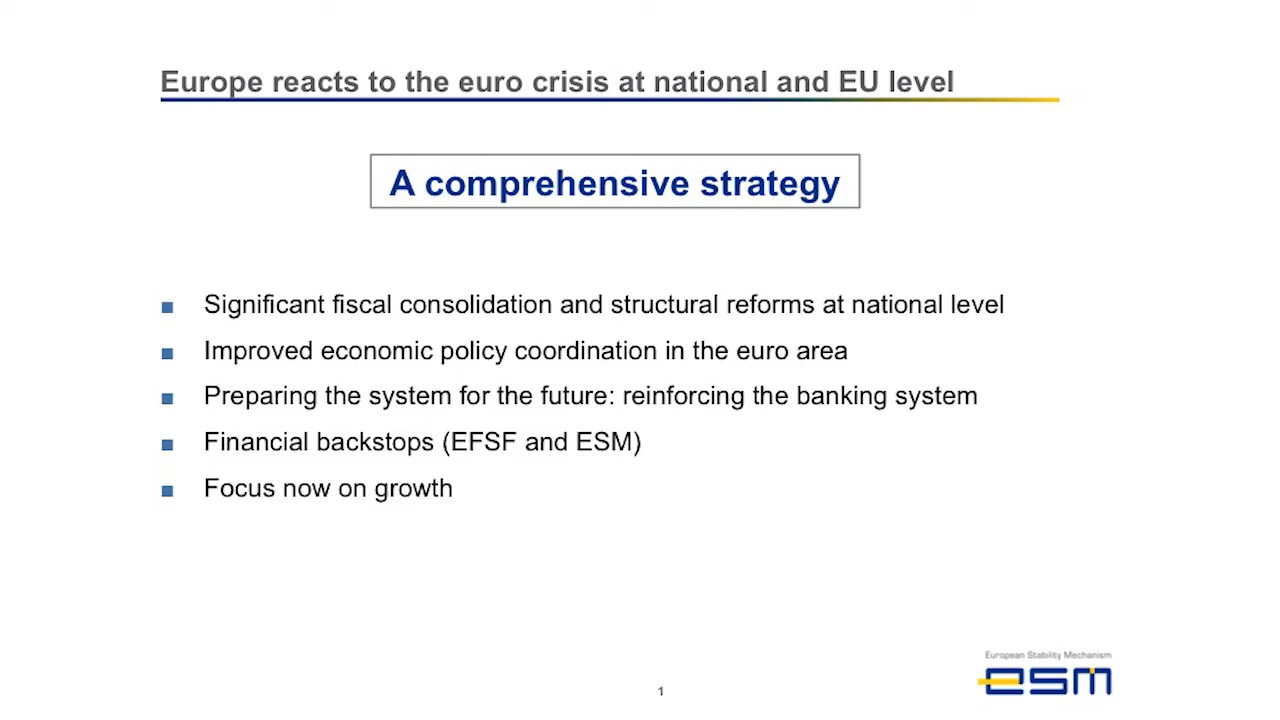 Europe reacts to the euro crisis at national and EU level
A comprehensive strategy
Significant fiscal consolidation and structural reforms at national level
Improved economic policy coordination in the euro area
Preparing the system for the future: reinforcing the banking system
Financial backstops (EFSF and ESM)
Focus now on growth
European Stability Mechanism
esm
1